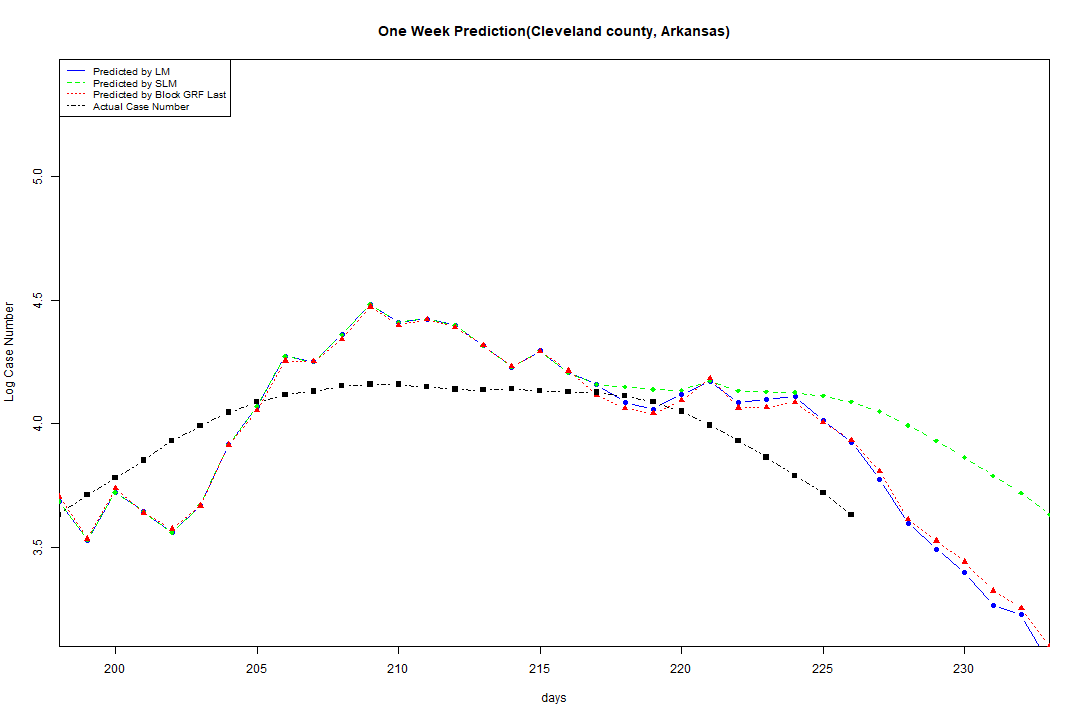 One Week Prediction(Cleveland county, Arkansas)
Predicted by LM
Predicted by SLM
Predicted by Block GRF Last
Actual Case Number
Log Case Number
5.0
4.5
4.0
3.5
200 205 210 215 220 225 230
days